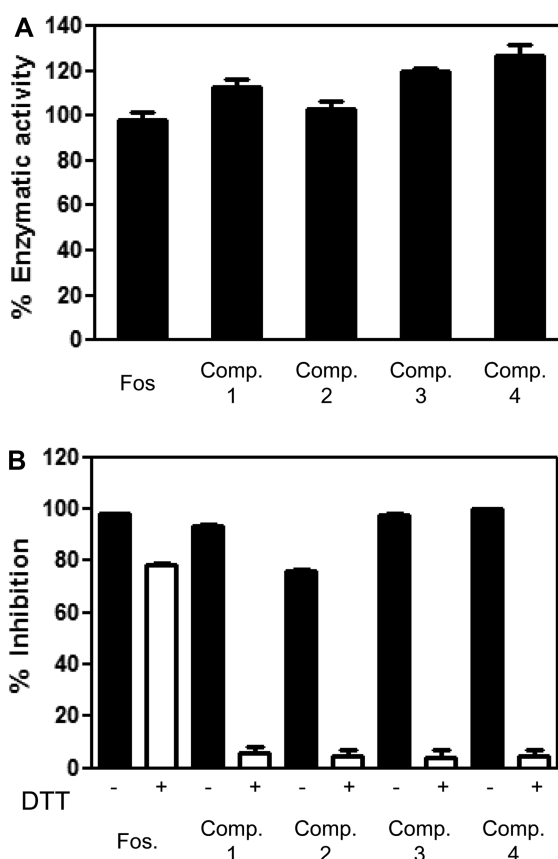 A
% Enzymatic activity
140
120
100
80
60
40
20
0
Fos
Comp. 1
Comp. 2
Comp. 3
Comp. 4
B
% Inhibition
120
100
80
60
40
20
0
DTT - + - + - + - + - +
Fos.
Comp. 1
Comp. 2
Comp. 3
Comp. 4